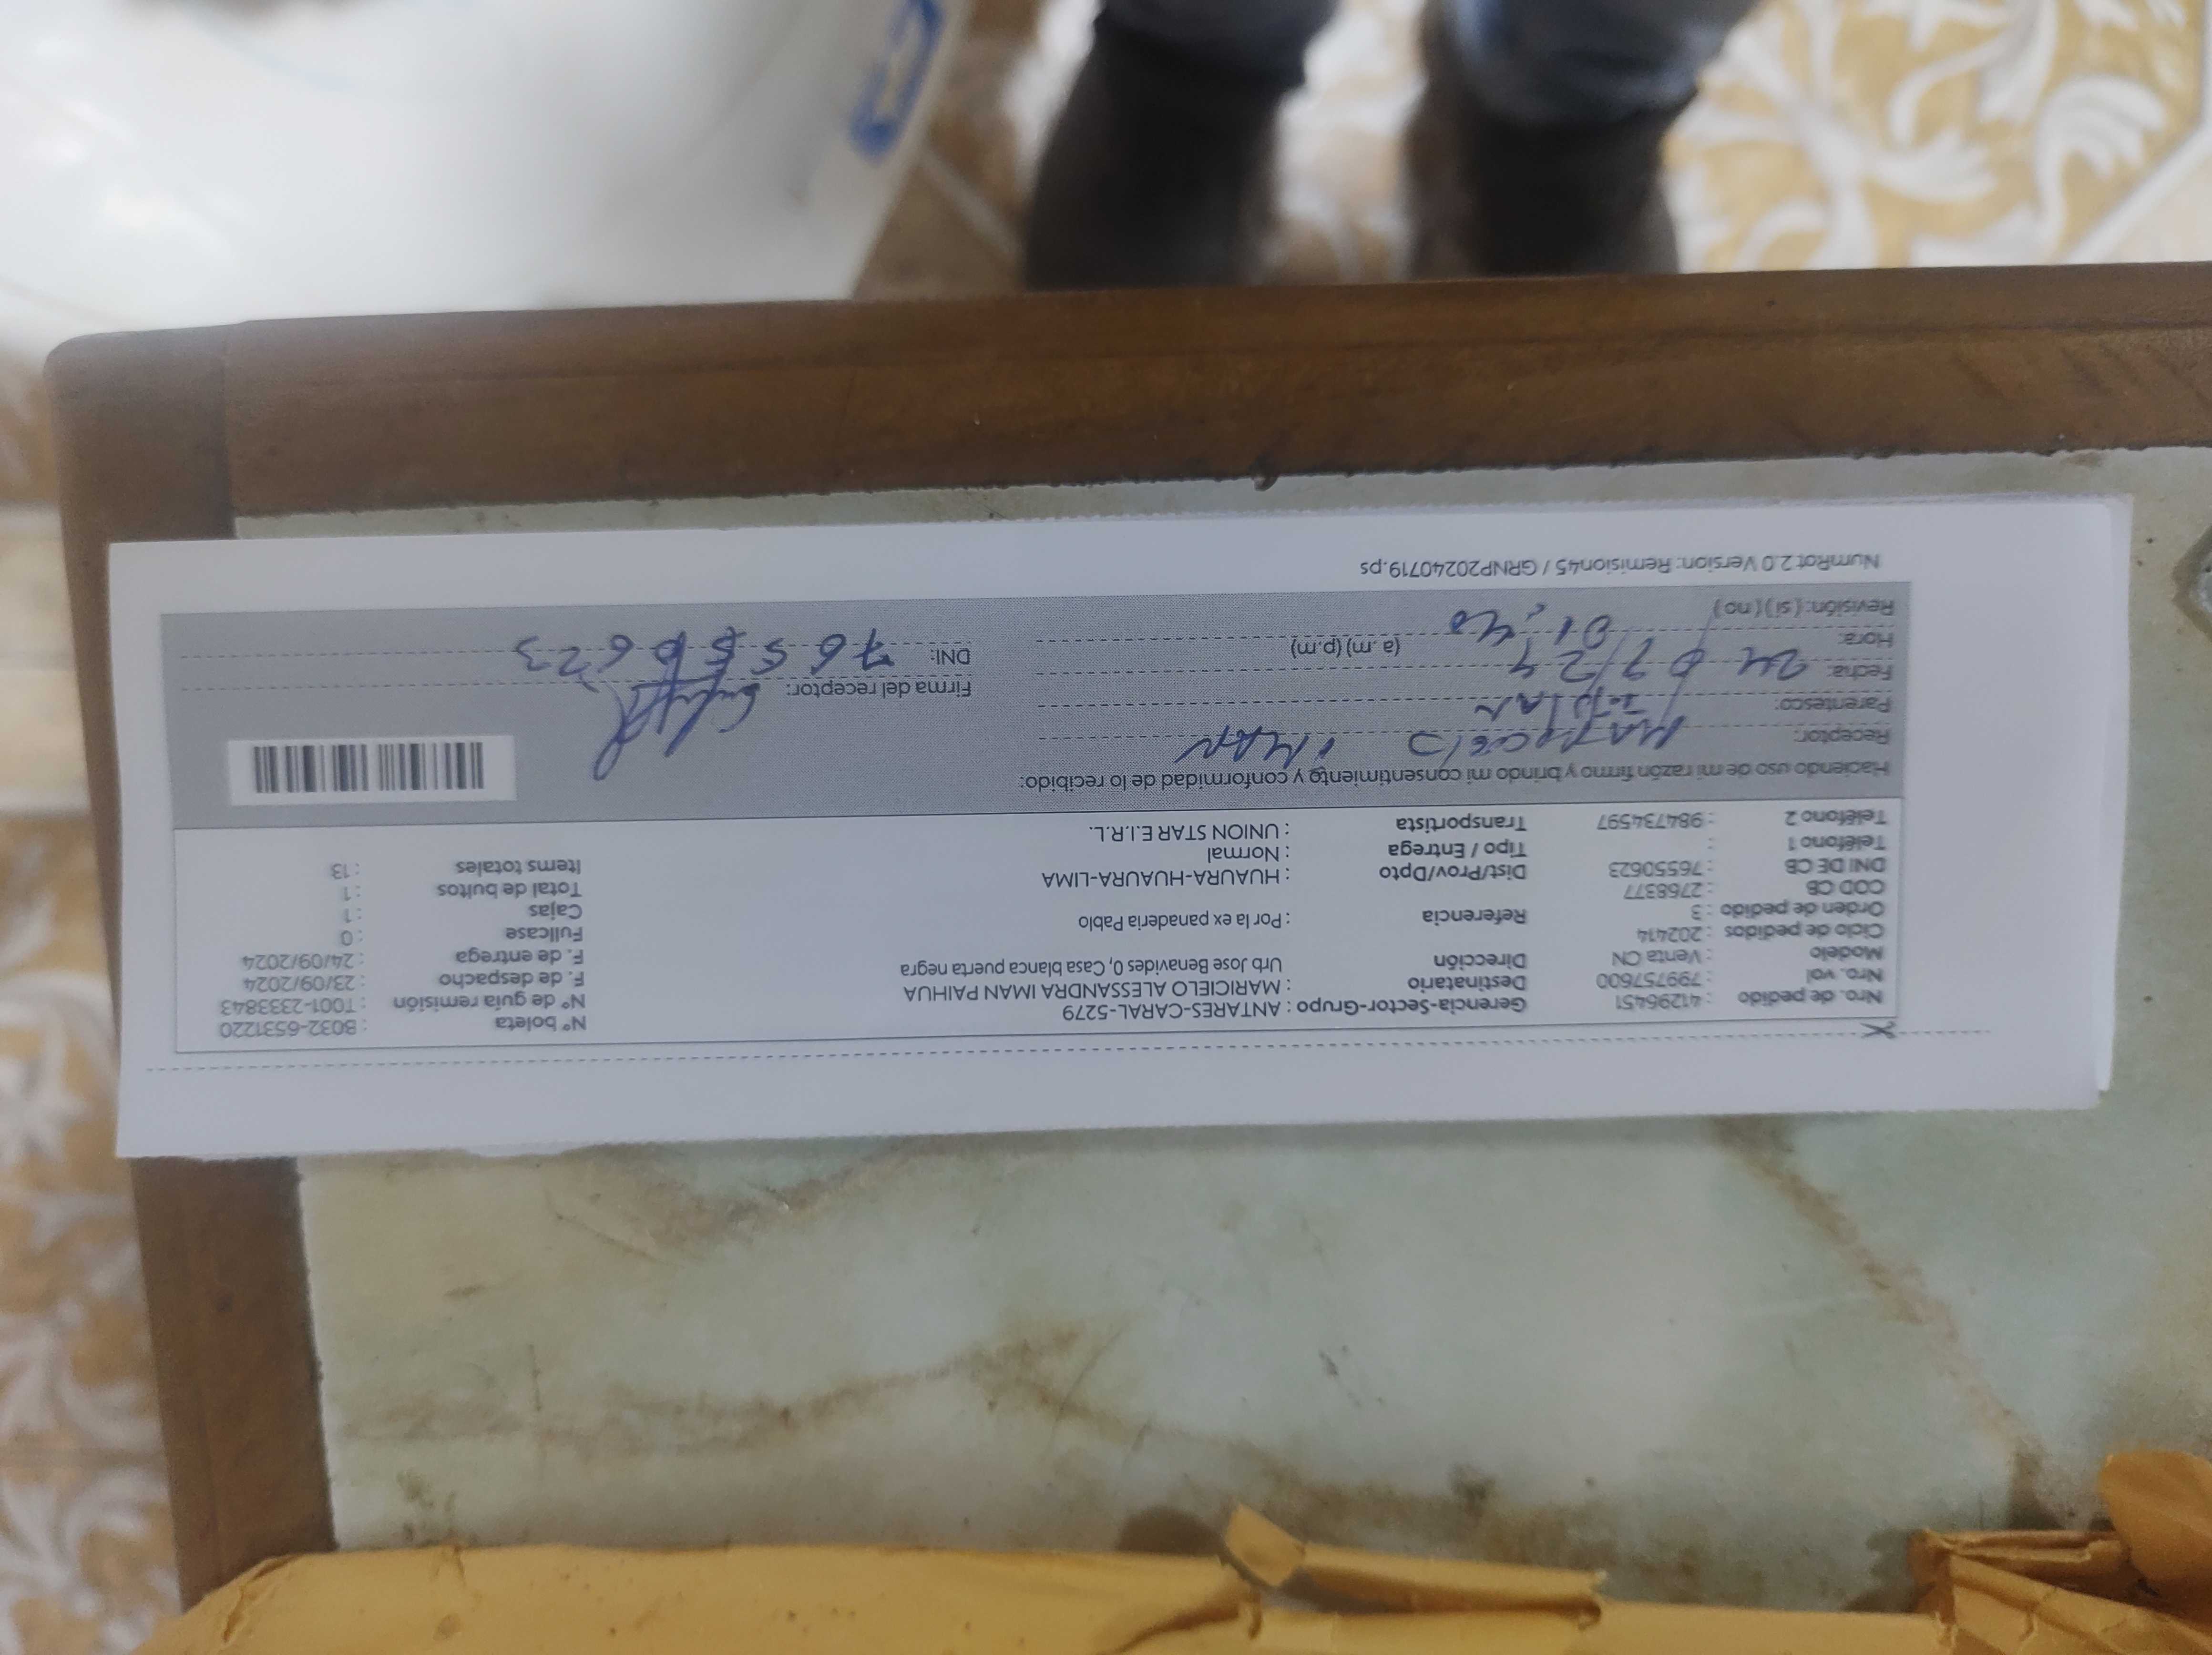 Nro. de pedido : 41296451 Gerencia-Sector-Grupo : ANTARES-CARAL-5279 N° boleta : B032-6531220
Nro. vol : 799757600 Destinatario : MARICIELO ALESSANDRA IMAN PAIHUA N° de guía remisión : T001-2333843
Modelo : Venta CN Dirección Urb Jose Benavides 0, Casa blanca puerta negra F. de despacho : 23/09/2024
Ciclo de pedidos : 202414 F. de entrega : 24/09/2024
Orden de pedido : 3 Referencia : Por la ex panaderia Pablo Fullcase : 0
COD CB : 2768377 Cajas : 1
DNI DE CB : 76550623 Dist/Prov/Dpto : HUAURA-HUAURA-LIMA Total de bultos : 1
Teléfono 1 : Tipo / Entrega : Normal Items totales : 13
Teléfono 2 : 984734597 Transportista : UNION STAR E.I.R.L.
Haciendo uso de mi razón firmo y brindo mi consentimiento y conformidad de lo recibido:
Receptor: IMAN
Parentesco: Titular
Fecha: 24 09/24 Firma del receptor:
Hora: 01:40 (a.m) (p.m) DNI: 76550623
Revisión: ( si ) ( no )
NumRot 2.0 Version: Remision45 / GRNP20240719.ps